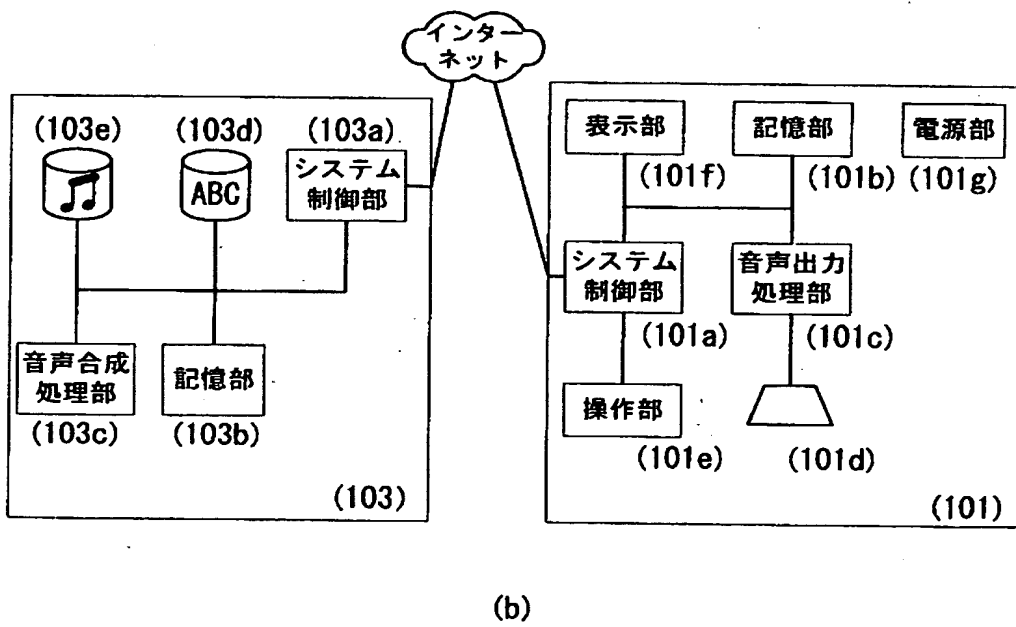 インター
ネット
(103e)
(103d)
(103a)
ABC
システム
制御部
音声合成
処理部
記憶部
(103c)
(103b)
(103)
表示部
記憶部
電源部
(101f)
(101b)
(101g)
システム
制御部
音声出力
処理部
(101a)
(101c)
操作部
(101e)
(101d)
(101)
(b)